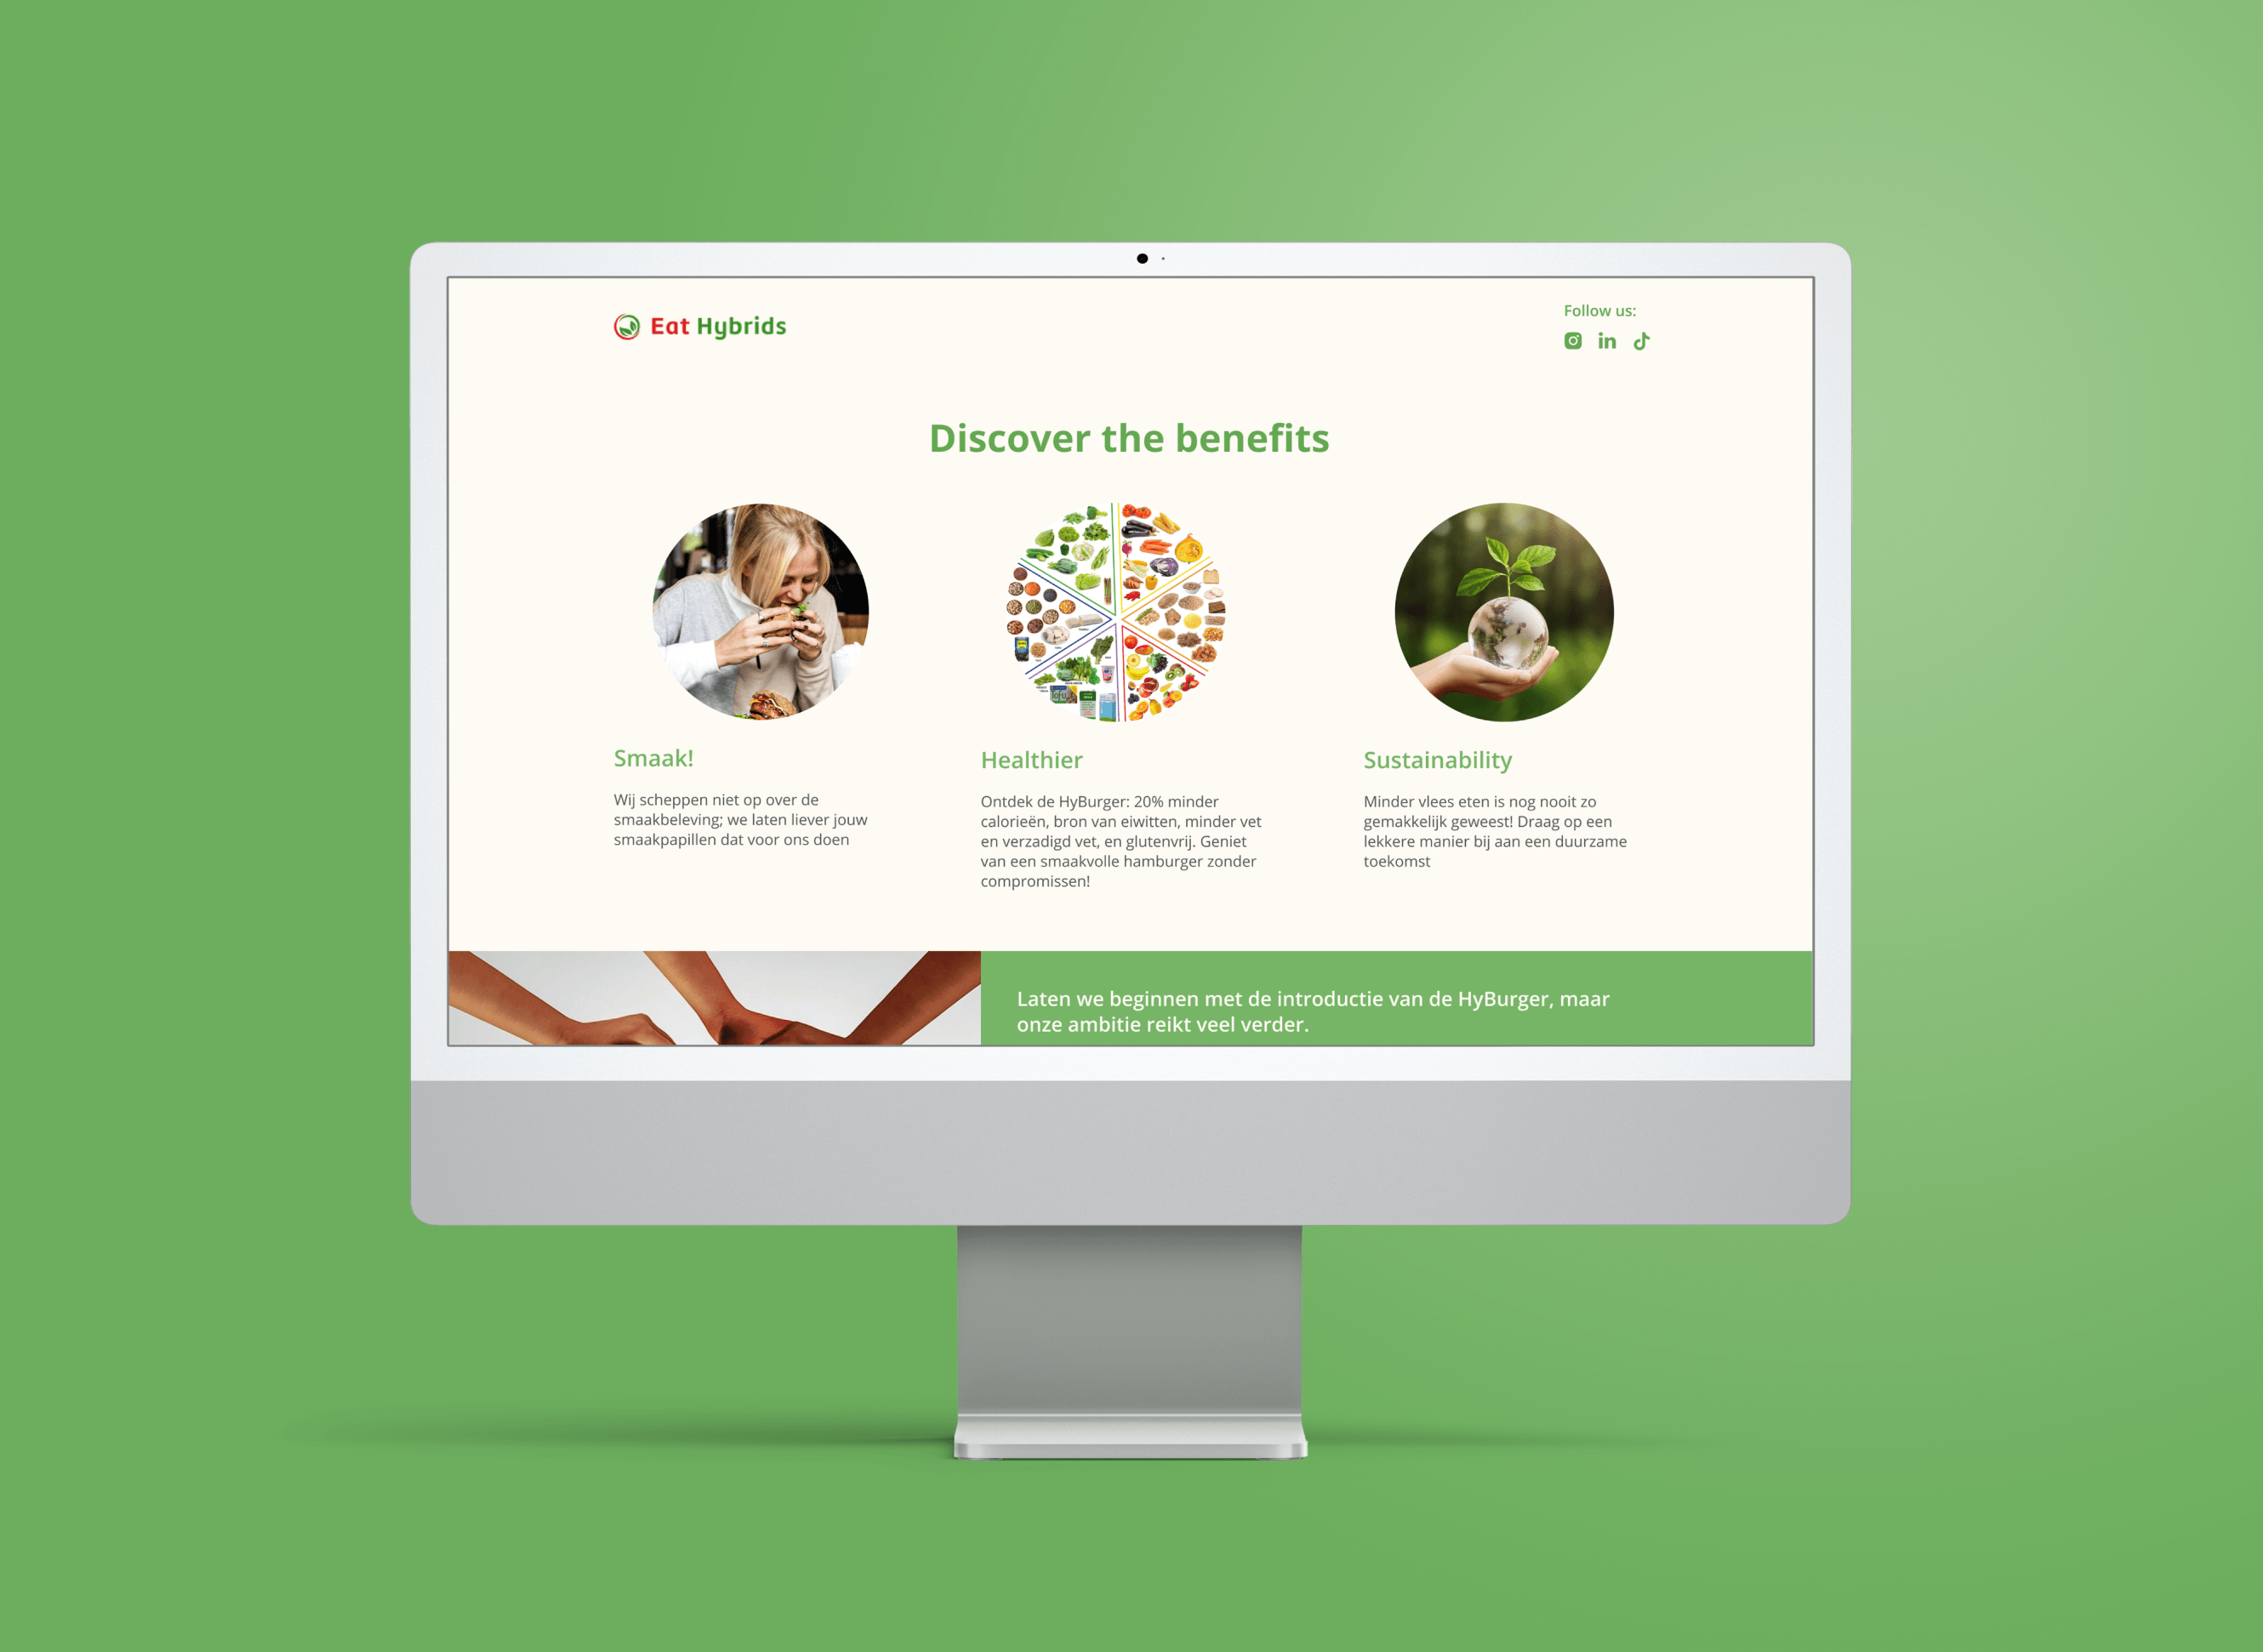 Eat Hybrids
Follow us:
Discover the benefits
Smaak!
Wij scheppen niet op over de
smaakbeleving; we laten liever jouw
smaakpapillen dat voor ons doen
Healthier
Ontdek de HyBurger: 20% minder
calorieën, bron van eiwitten, minder vet
en verzadigd vet, en glutenvrij. Geniet
van een smaakvolle hamburger zonder
compromissen!
Sustainability
Minder vlees eten is nog nooit zo
gemakkelijk geweest! Draag op een
lekkere manier bij aan een duurzame
toekomst
Laten we beginnen met de introductie van de HyBurger, maar
onze ambitie reikt veel verder.